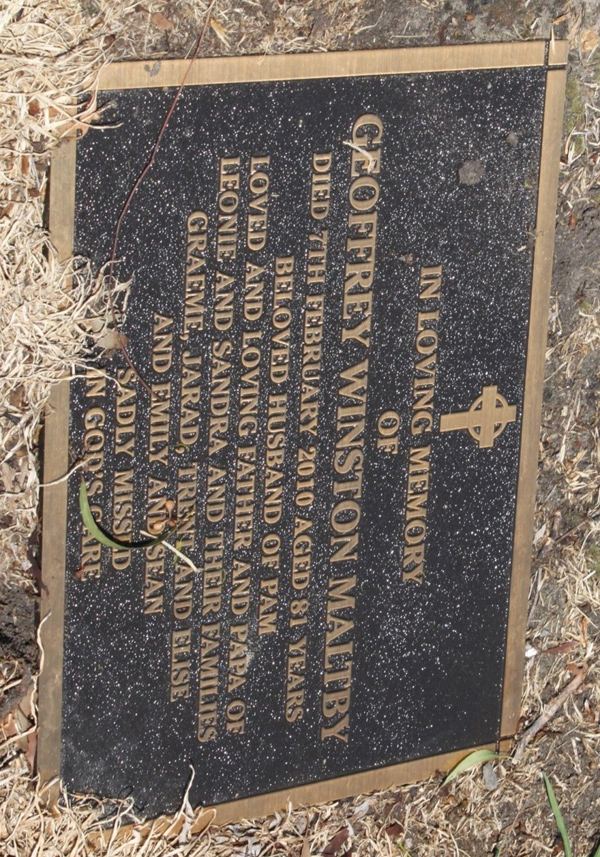 IN LOVING MEMORY
OF
GEOFFREY WINSTON MALTBY
DIED 7TH FEBRUARY 2010 AGED 81 YEARS
BELOVED HUSBAND OF PAM
LOVED AND LOVING FATHER AND PAPA OF
LEONIE AND SANDRA AND THEIR FAMILIES
GRAEME, JARAD, TRENT AND ELISE
AND EMILY AND SEAN
SADLY MISSED
IN GOD'S CARE